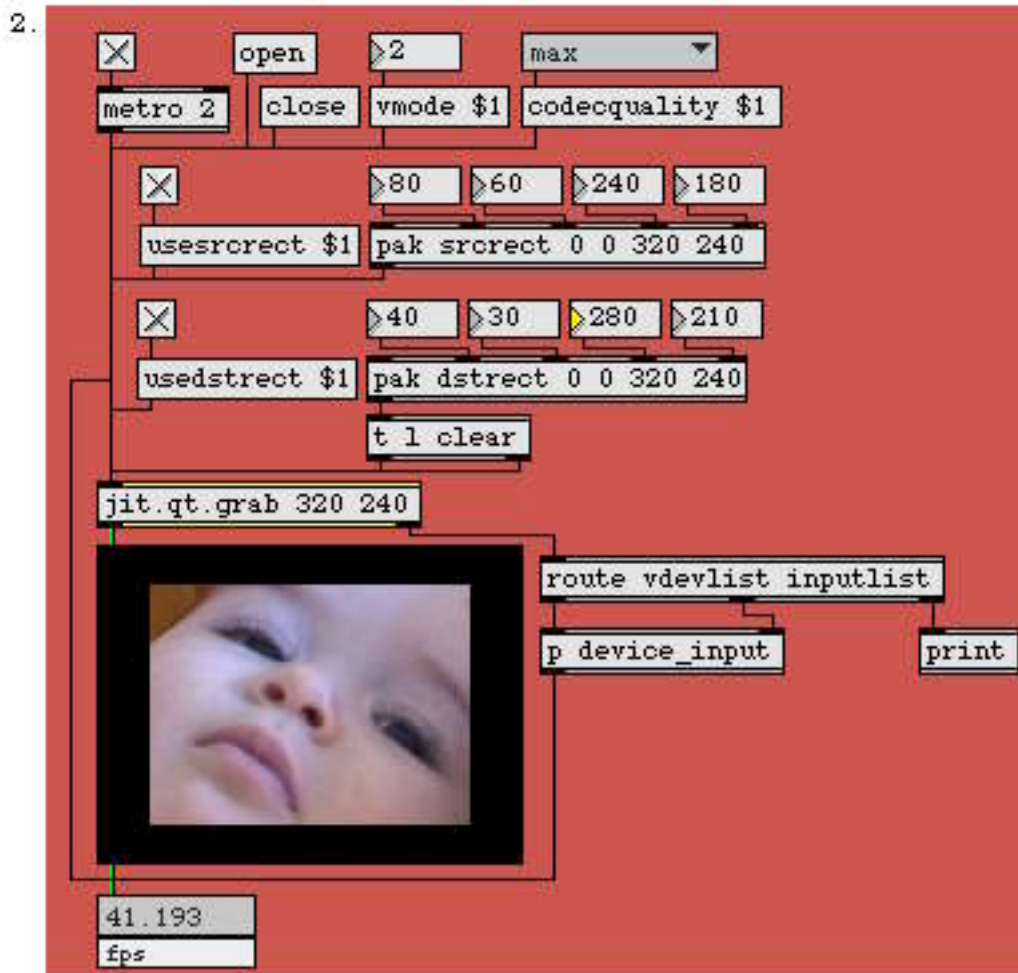 2.
open 2 max
metro 2 close vmode $1 codecquality $1
80 60 240 180
usesrcrect $1 pak srcrect 0 0 320 240
40 30 280 210
usedstrect $1 pak dstrect 0 0 320 240
t l clear
jit.qt.grab 320 240
route vdevlist inputlist
p device_input print
41.193
fps